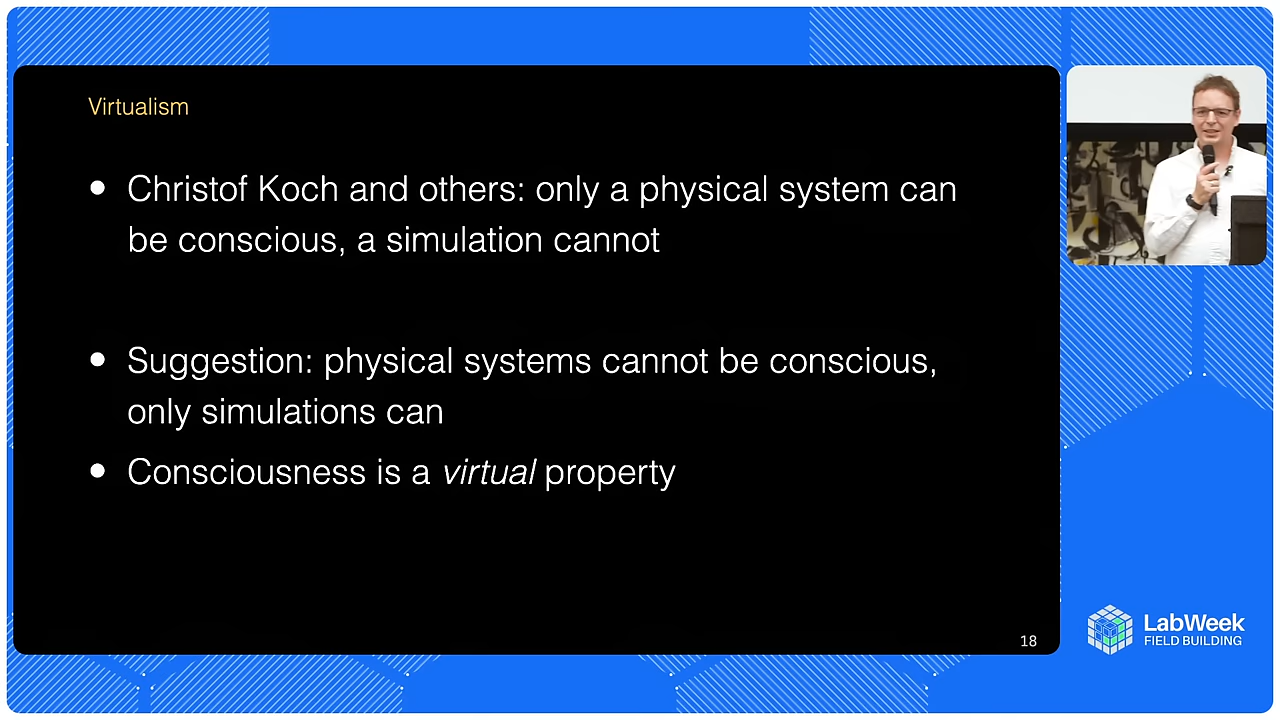 Virtualism
• Christof Koch and others: only a physical system can
be conscious, a simulation cannot
• Suggestion: physical systems cannot be conscious,
only simulations can
• Consciousness is a virtual property
18
LabWeek
FIELD BUILDING